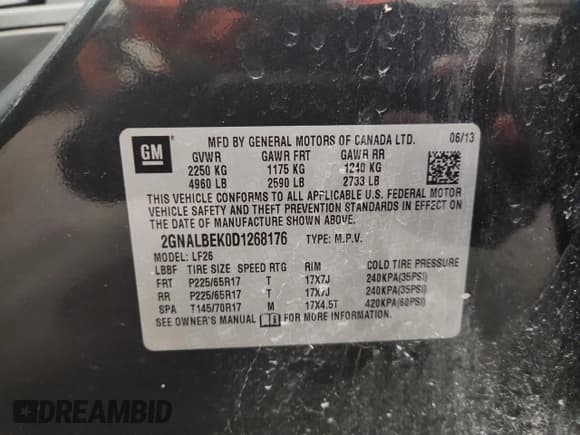 GM
MFD BY GENERAL MOTORS OF CANADA LTD. 06/13
GVWR GAWR FRT GAWR RR
2250 KG 1175 KG 1240 KG
4960 LB 2590 LB 2733 LB
THIS VEHICLE CONFORMS TO ALL APPLICABLE U.S. FEDERAL MOTOR
VEHICLE SAFETY AND THEFT PREVENTION STANDARDS IN EFFECT ON
THE DATE OF MANUFACTURE SHOWN ABOVE.
2GNALBEK0D1268176 TYPE: M.P.V.
MODEL: LF26
LBBF TIRE SIZE SPEED RTG RIM COLD TIRE PRESSURE
FRT P225/65R17 T 17X7J 240KPA(35PSI)
RR P225/65R17 T 17X7J 240KPA(35PSI)
SPA T145/70R17 M 17X4.5T 420KPA(60PSI)
SEE OWNER'S MANUAL FOR MORE INFORMATION.
DREAMBID